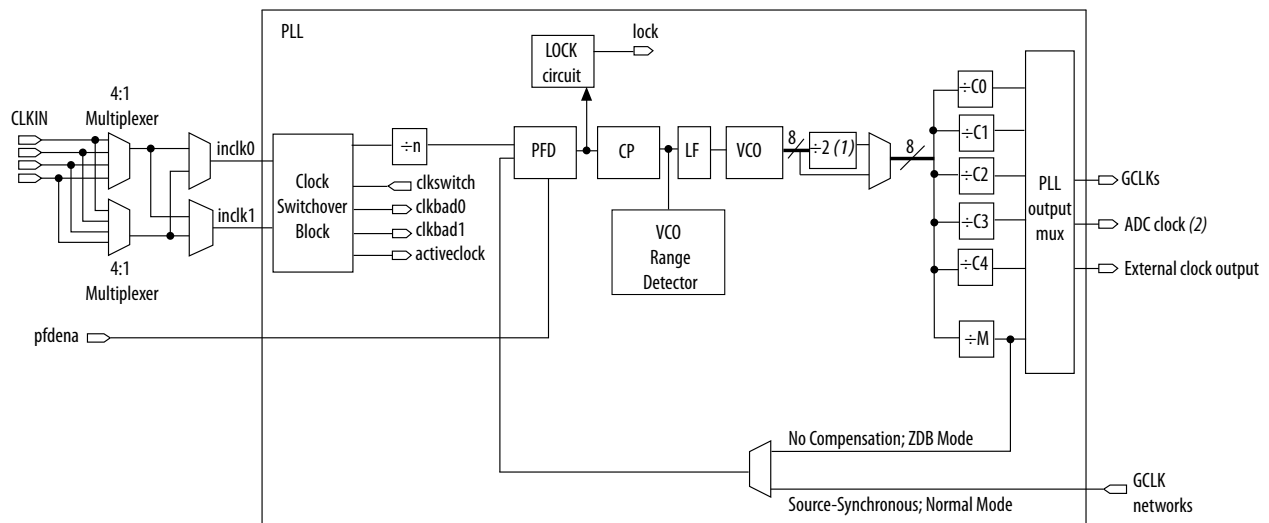 PLL
lock
LOCK
circuit
4:1
Multiplexer
CLKIN
inclk0
÷n
PFD
CP
LF
VCO
8
÷2 (1)
8
÷C0
÷C1
÷C2
÷C3
÷C4
÷M
PLL
output
mux
GCLKs
ADC clock (2)
External clock output
Clock
Switchover
Block
clkswitch
clkbad0
clkbad1
activeclock
inclk1
VCO
Range
Detector
4:1
Multiplexer
pfdena
No Compensation; ZDB Mode
Source-Synchronous; Normal Mode
GCLK
networks